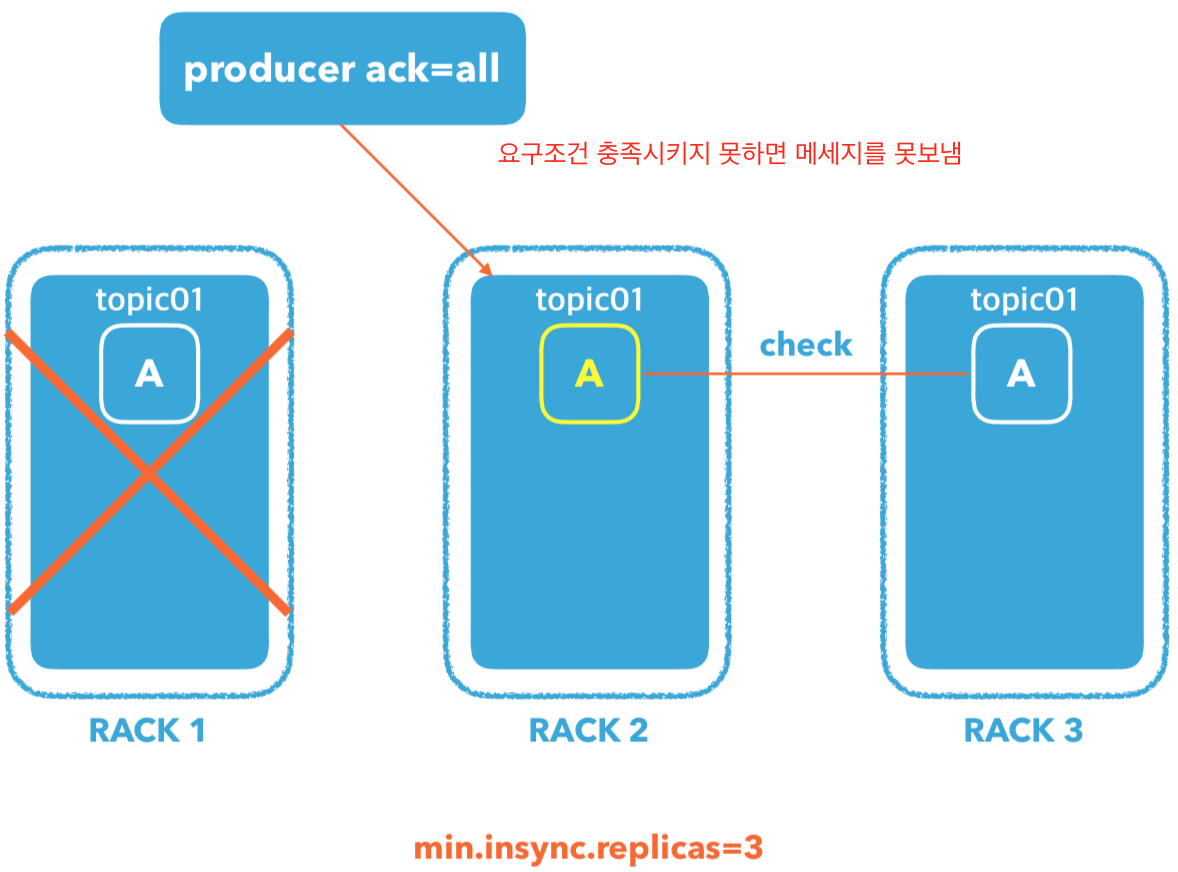 producer ack=all
요구조건 충족시키지 못하면 메세지를 못보냄
topic01
A
topic01
A
check
topic01
A
RACK 1
RACK 2
RACK 3
min.insync.replicas=3